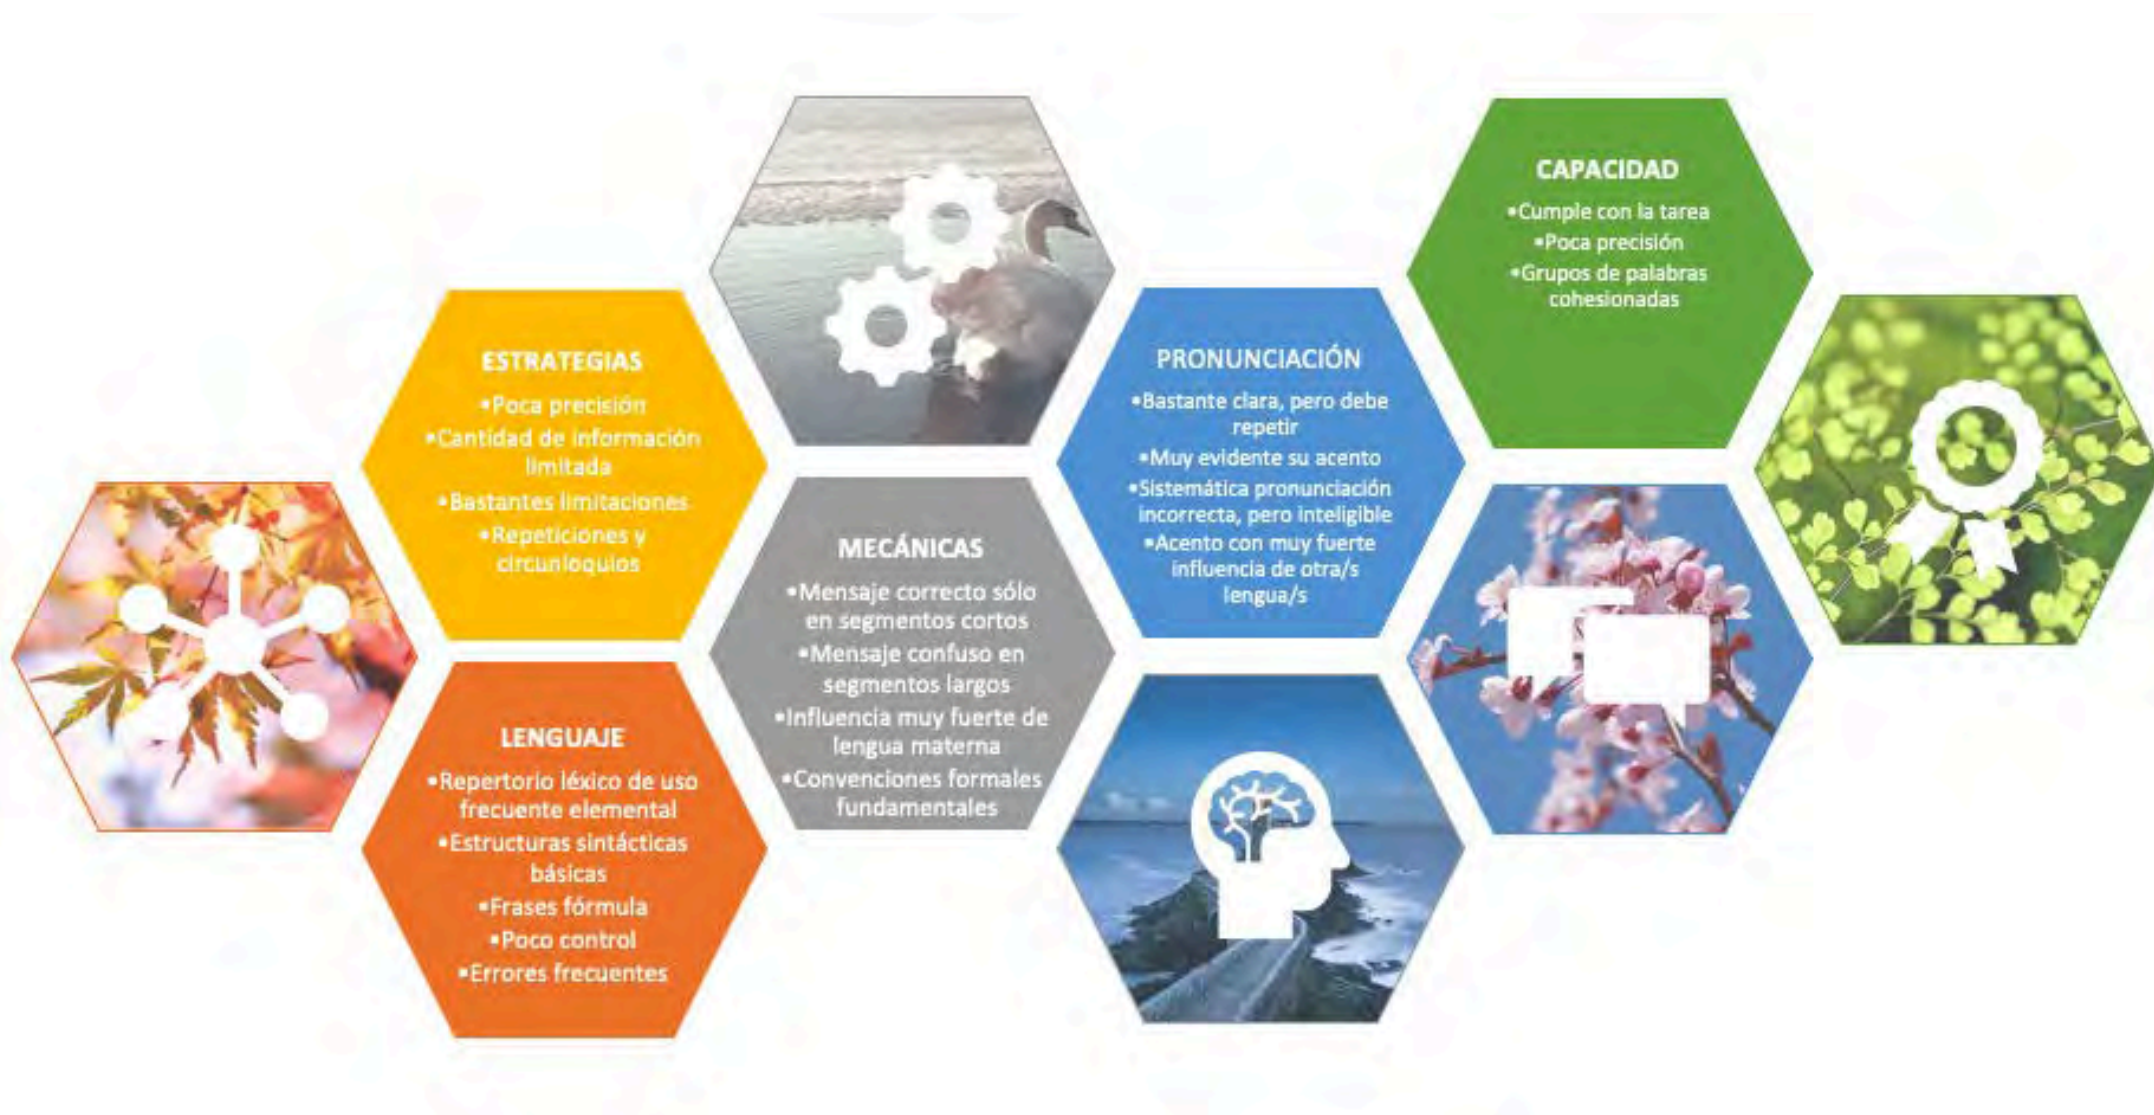 ESTRATEGIAS
▪Poca precisión
▪Cantidad de información
limitada
▪Bastantes limitaciones
▪Repeticiones y
circunloquios
LENGUAJE
▪Repertorio léxico de uso
frecuente elemental
▪Estructuras sintácticas
básicas
▪Frases fórmula
▪Poco control
▪Errores frecuentes
MECÁNICAS
▪Mensaje correcto sólo
en segmentos cortos
▪Mensaje confuso en
segmentos largos
▪Influencia muy fuerte de
lengua materna
▪Convenciones formales
fundamentales
PRONUNCIACIÓN
▪Bastante clara, pero debe
repetir
▪Muy evidente su acento
▪Sistemática pronunciación
incorrecta, pero inteligible
▪Acento con muy fuerte
influencia de otra/s
lengua/s
CAPACIDAD
▪Cumple con la tarea
▪Poca precisión
▪Grupos de palabras
cohesionadas